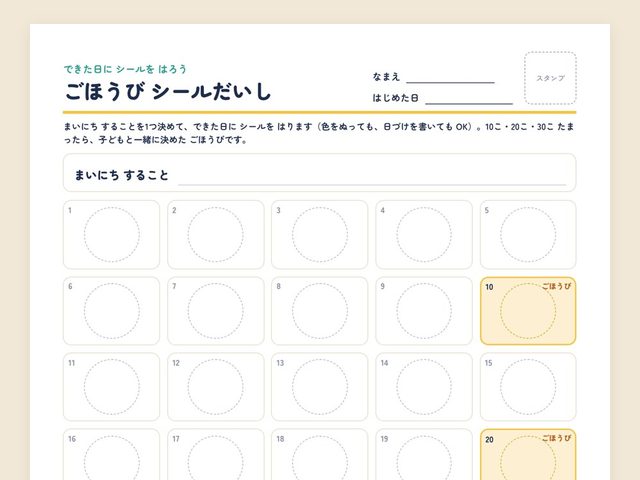 できた日に シールを はろう
ごほうび シールだいし
なまえ
はじめた日
スタンプ
まいにち することを1つ決めて、できた日に シールを はります（色をぬっても、日づけを書いても OK）。10こ・20こ・30こ たま
ったら、子どもと一緒に決めた ごほうびです。
まいにち すること
1 2 3 4 5
6 7 8 9 10 ごほうび
11 12 13 14 15
16 17 18 19 20 ごほうび